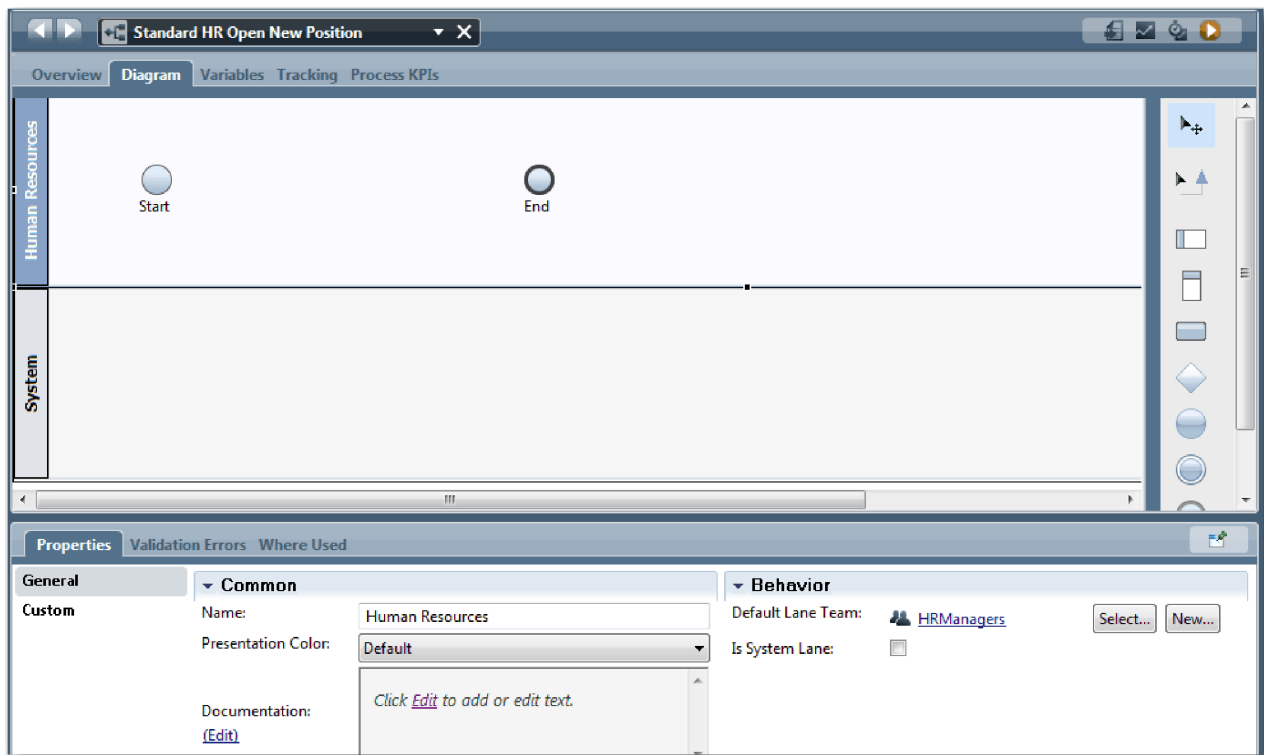 Standard HR Open New Position
Overview Diagram Variables Tracking Process KPIs
Human Resources
Start
End
System
Properties Validation Errors Where Used
General
Custom
Common
Name: Human Resources
Presentation Color: Default
Documentation:
(Edit)
Click Edit to add or edit text.
Behavior
Default Lane Team: HRManagers Select... New...
Is System Lane: